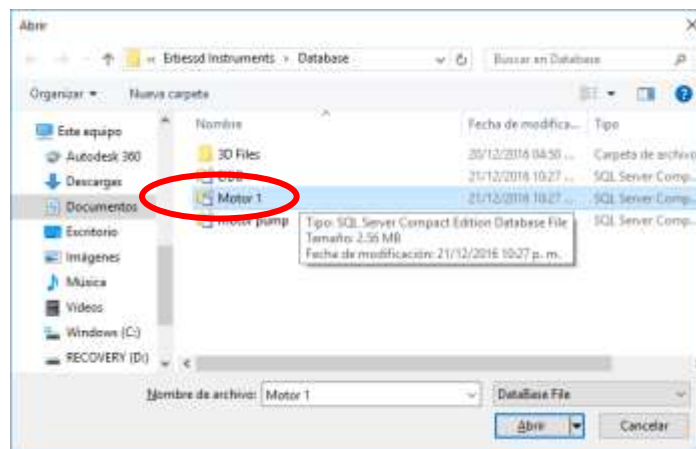 Abrir
« Erbessd Instruments › Database
Buscar en Database
Organizar
Nueva carpeta
Nombre
Fecha de modifica...
Tipo
Este equipo
Autodesk 360
Descargas
Documentos
Escritorio
Imágenes
Música
Videos
Windows (C:)
RECOVERY (D:)
3D Files
20/12/2016 04:50 ...
Carpeta de archivo
21/12/2016 10:27 ...
SQL Server Comp...
Motor 1
21/12/2016 10:27 ...
SQL Server Comp...
motor pump
SQL Server Comp...
Tipo: SQL Server Compact Edition Database File
Tamaño: 2.56 MB
Fecha de modificación: 21/12/2016 10:27 p. m.
Nombre de archivo:
Motor 1
DataBase File
Abrir
Cancelar